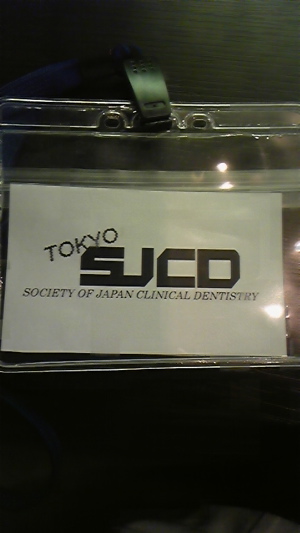 TOKYO
SJCD
SOCIETY OF JAPAN CLINICAL DENTISTRY